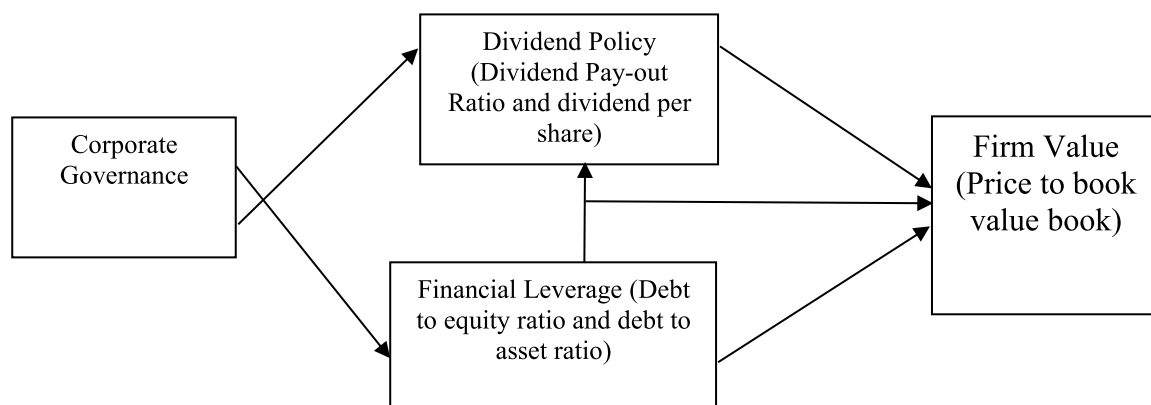 Dividend Policy
(Dividend Pay-out
Ratio and dividend per
share)
Corporate
Governance
Firm Value
(Price to book
value book)
Financial Leverage (Debt
to equity ratio and debt to
asset ratio)